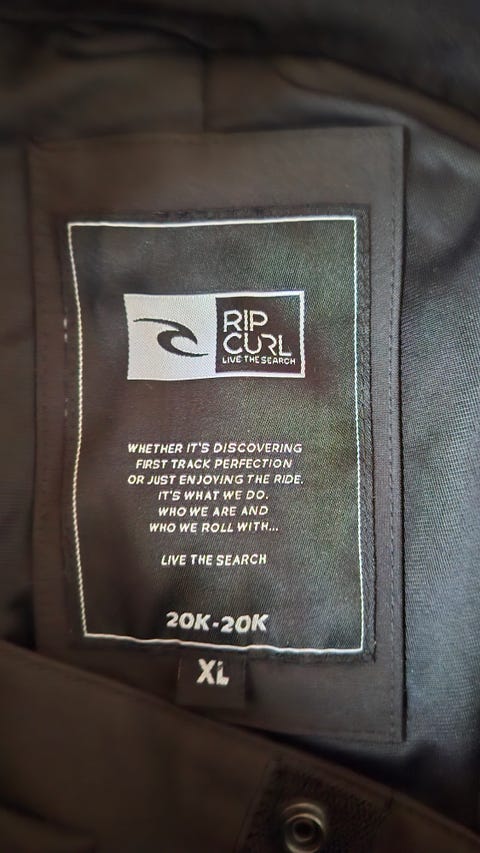 RIP
CURL
LIVE THE SEARCH
WHETHER IT'S DISCOVERING
FIRST TRACK PERFECTION
OR JUST ENJOYING THE RIDE.
IT'S WHAT WE DO.
WHO WE ARE AND
WHO WE ROLL WITH...
LIVE THE SEARCH
20K-20K
XL